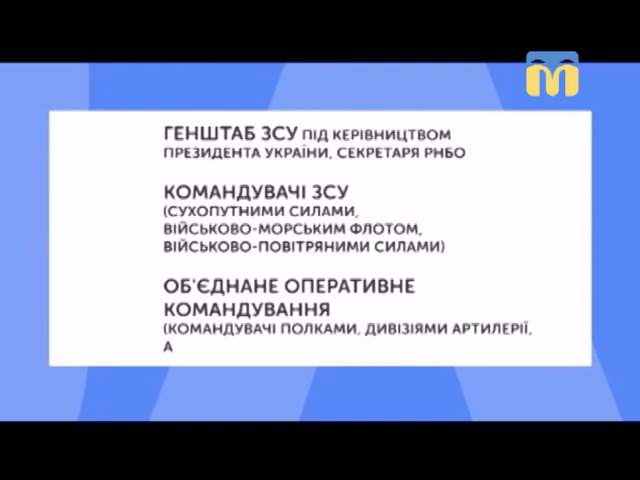 ГЕНШТАБ ЗСУ ПІД КЕРІВНИЦТВОМ
ПРЕЗИДЕНТА УКРАЇНИ, СЕКРЕТАРЯ РНБО
КОМАНДУВАЧІ ЗСУ
(СУХОПУТНИМИ СИЛАМИ,
ВІЙСЬКОВО-МОРСЬКИМ ФЛОТОМ,
ВІЙСЬКОВО-ПОВІТРЯНИМИ СИЛАМИ)
ОБ'ЄДНАНЕ ОПЕРАТИВНЕ
КОМАНДУВАННЯ
(КОМАНДУВАЧІ ПОЛКАМИ, ДИВІЗІЯМИ АРТИЛЕРІЇ,
А